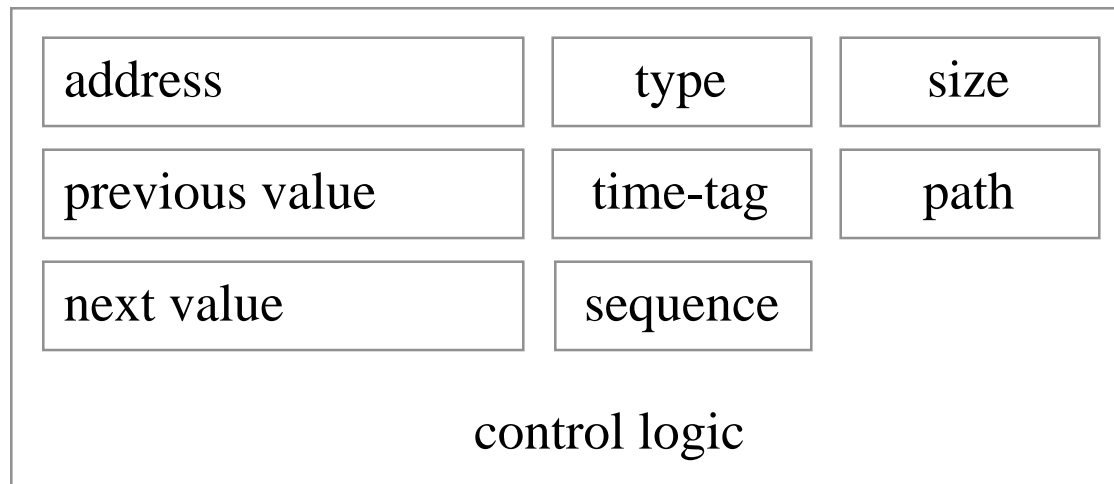 address type size
previous value time-tag path
next value sequence
control logic